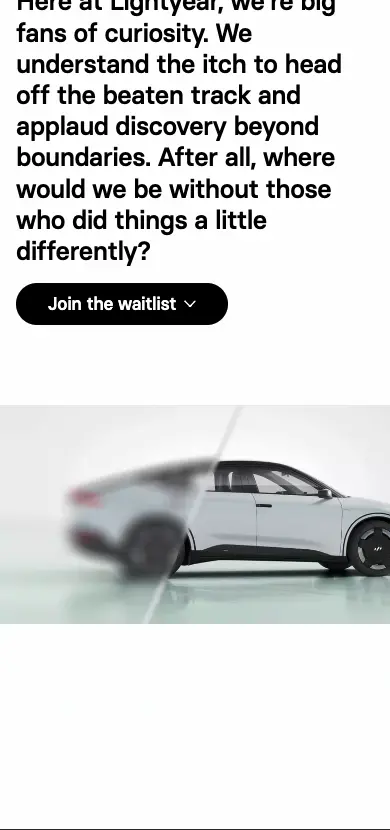 Here at Lightyear, we're big
fans of curiosity. We
understand the itch to head
off the beaten track and
applaud discovery beyond
boundaries. After all, where
would we be without those
who did things a little
differently?
Join the waitlist